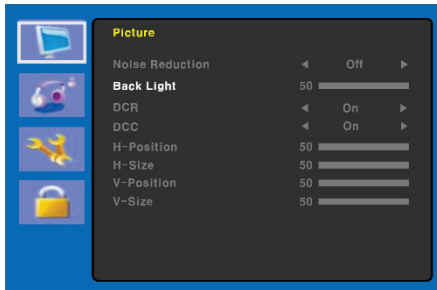 Picture
Noise Reduction ◀ Off ▶
Back Light 50
DCR ◀ On ▶
DCC ◀ On ▶
H-Position 50
H-Size 50
V-Position 50
V-Size 50